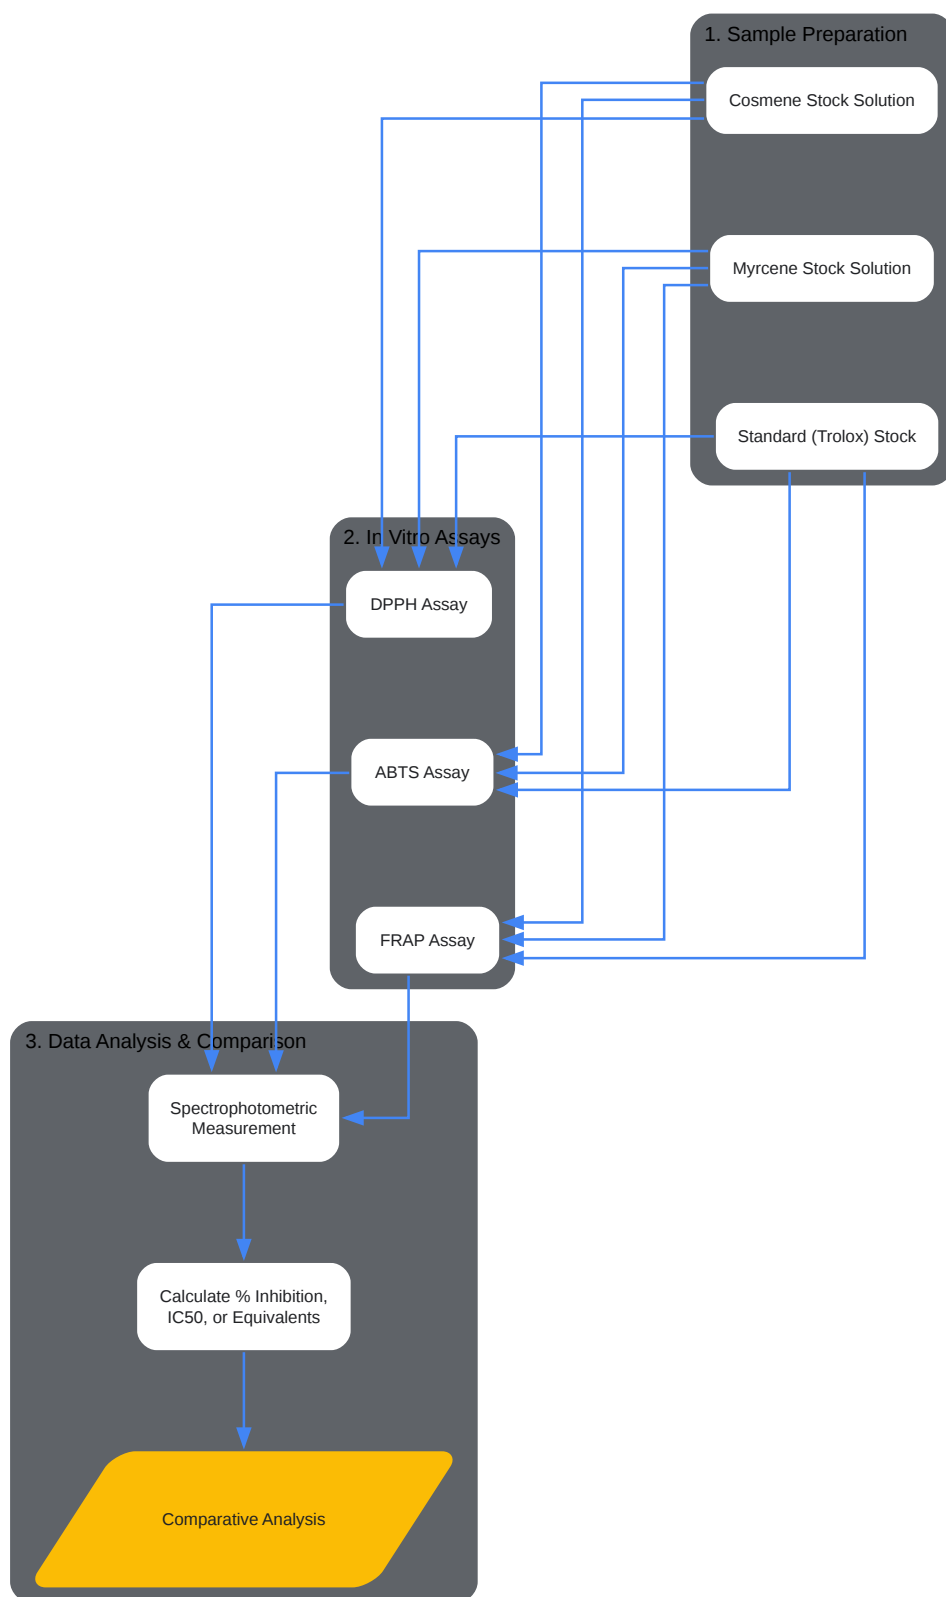 1. Sample Preparation
Cosmene Stock Solution
Myrcene Stock Solution
Standard (Trolox) Stock
2. In Vitro Assays
DPPH Assay
ABTS Assay
FRAP Assay
3. Data Analysis & Comparison
Spectrophotometric
Measurement
Calculate % Inhibition,
IC50, or Equivalents
Comparative Analysis